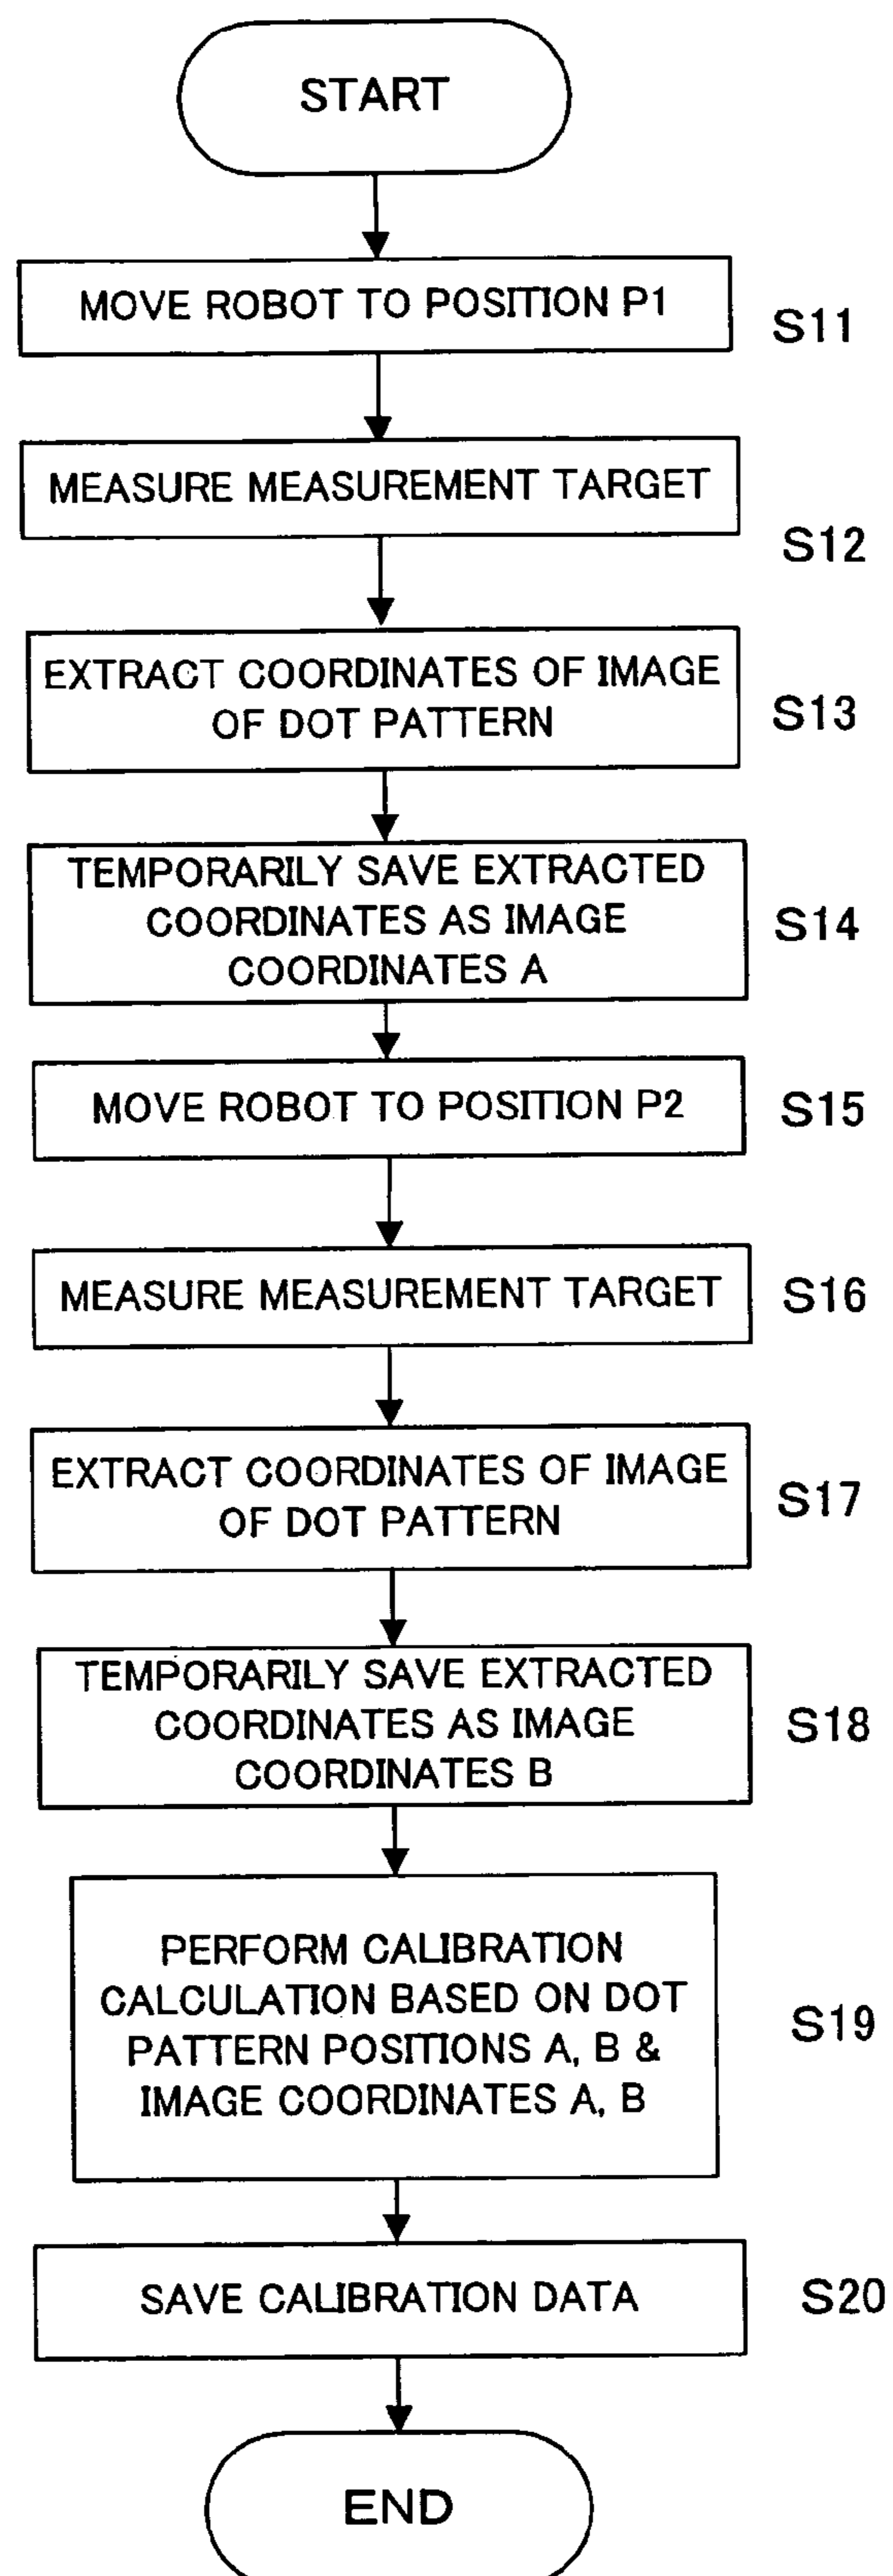 START
MOVE ROBOT TO POSITION P1
S11
MEASURE MEASUREMENT TARGET
S12
EXTRACT COORDINATES OF IMAGE
OF DOT PATTERN
S13
TEMPORARILY SAVE EXTRACTED
COORDINATES AS IMAGE
COORDINATES A
S14
MOVE ROBOT TO POSITION P2
S15
MEASURE MEASUREMENT TARGET
S16
EXTRACT COORDINATES OF IMAGE
OF DOT PATTERN
S17
TEMPORARILY SAVE EXTRACTED
COORDINATES AS IMAGE
COORDINATES B
S18
PERFORM CALIBRATION
CALCULATION BASED ON DOT
PATTERN POSITIONS A, B &
IMAGE COORDINATES A, B
S19
SAVE CALIBRATION DATA
S20
END